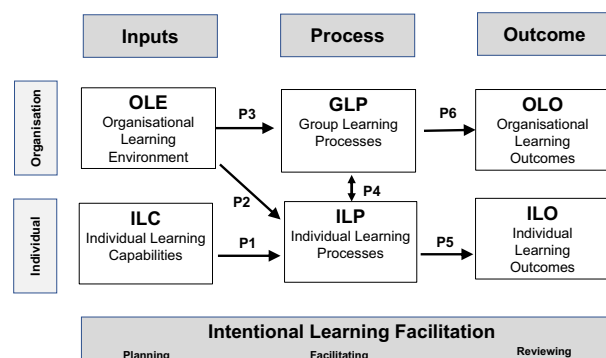 Inputs
Process
Outcome
Organisation
OLE
Organisational
Learning
Environment
P3
GLP
Group Learning
Processes
P6
OLO
Organisational
Learning
Outcomes
P2
P4
Individual
ILC
Individual Learning
Capabilities
P1
ILP
Individual Learning
Processes
P5
ILO
Individual
Learning
Outcomes
Intentional Learning Facilitation
Planning
Facilitating
Reviewing